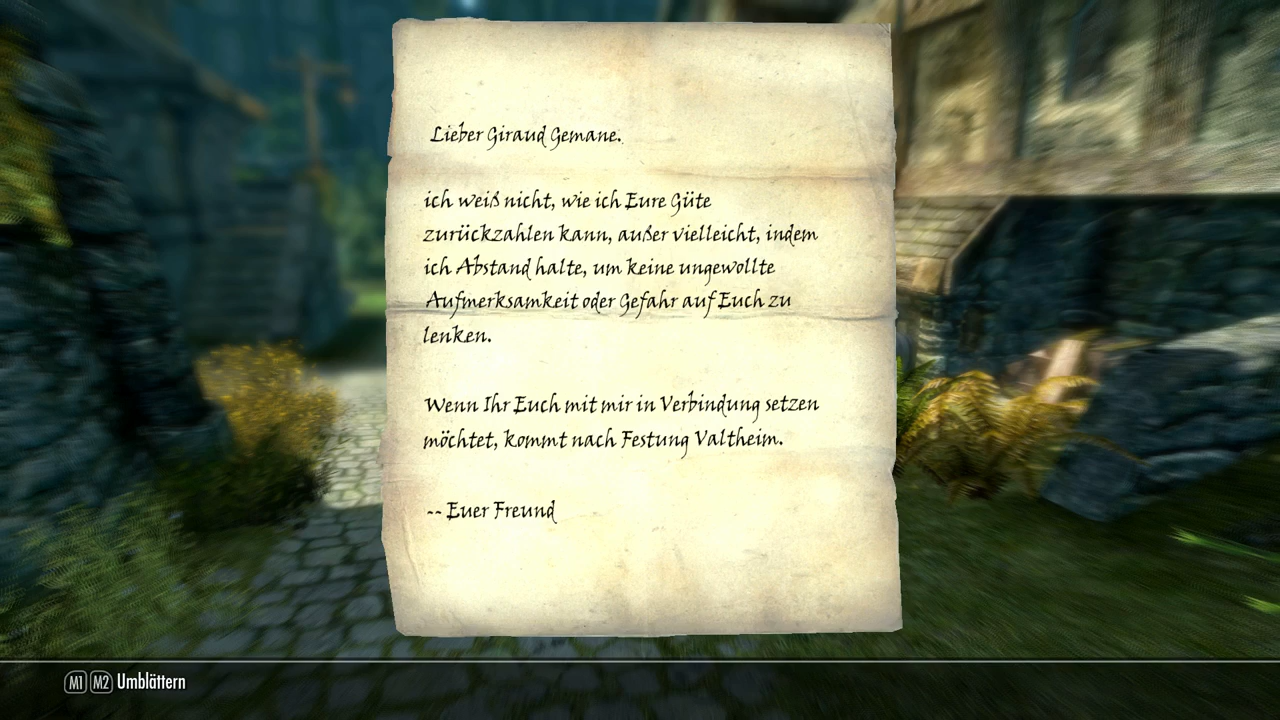 Lieber Giraud Gemane.
ich weiß nicht, wie ich Eure Güte
zurückzahlen kann, außer vielleicht, indem
ich Abstand halte, um keine ungewollte
Aufmerksamkeit oder Gefahr auf Euch zu
lenken.
Wenn Ihr Euch mit mir in Verbindung setzen
möchtet, kommt nach Festung Valtheim.
-- Euer Freund
M1 M2 Umblättern